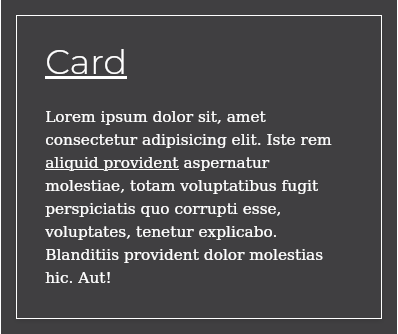 Card
Lorem ipsum dolor sit, amet
consectetur adipisicing elit. Iste rem
aliquid provident aspernatur
molestiae, totam voluptatibus fugit
perspiciatis quo corrupti esse,
voluptates, tenetur explicabo.
Blanditiis provident dolor molestias
hic. Aut!